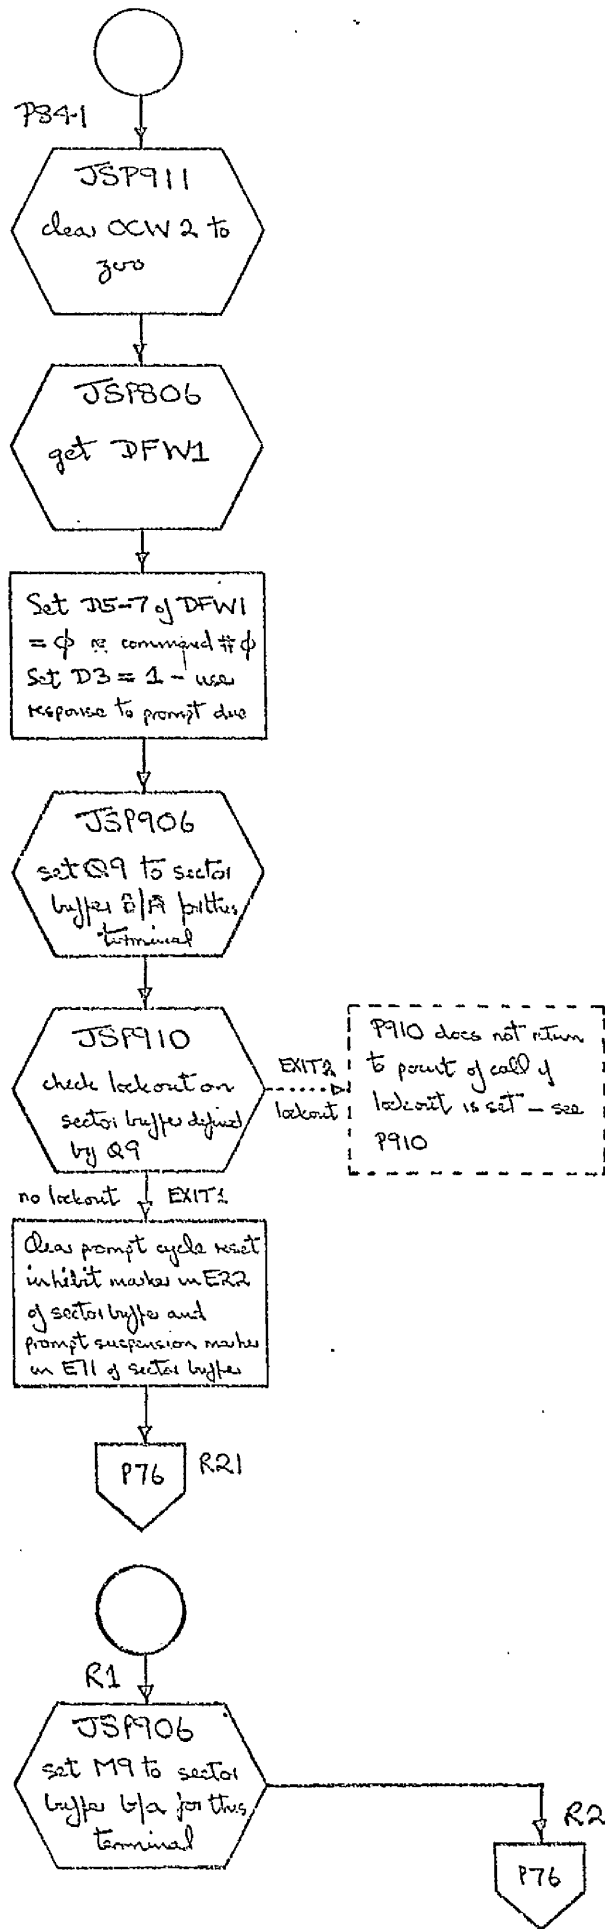 P84.1
JSP911
clear OCW 2 to
zero
JSP806
get DFW1
Set D5-7 of DFW1
= φ ≡ command #φ
Set D3 = 1 - use
response to prompt due
JSP906
set Q9 to sector
buffer B/A for this
terminal
JSP910
check lockout on
sector buffer defined
by Q9
EXIT2
lockout
P910 does not return
to point of call if
lockout is set - see
P910
no lockout EXIT1
Clear prompt cycle reset
inhibit marker in E22
of sector buffer and
prompt suspension marker
in E71 of sector buffer
P76 R21
R1
JSP906
set M9 to sector
buffer b/a for this
terminal
R2
P76